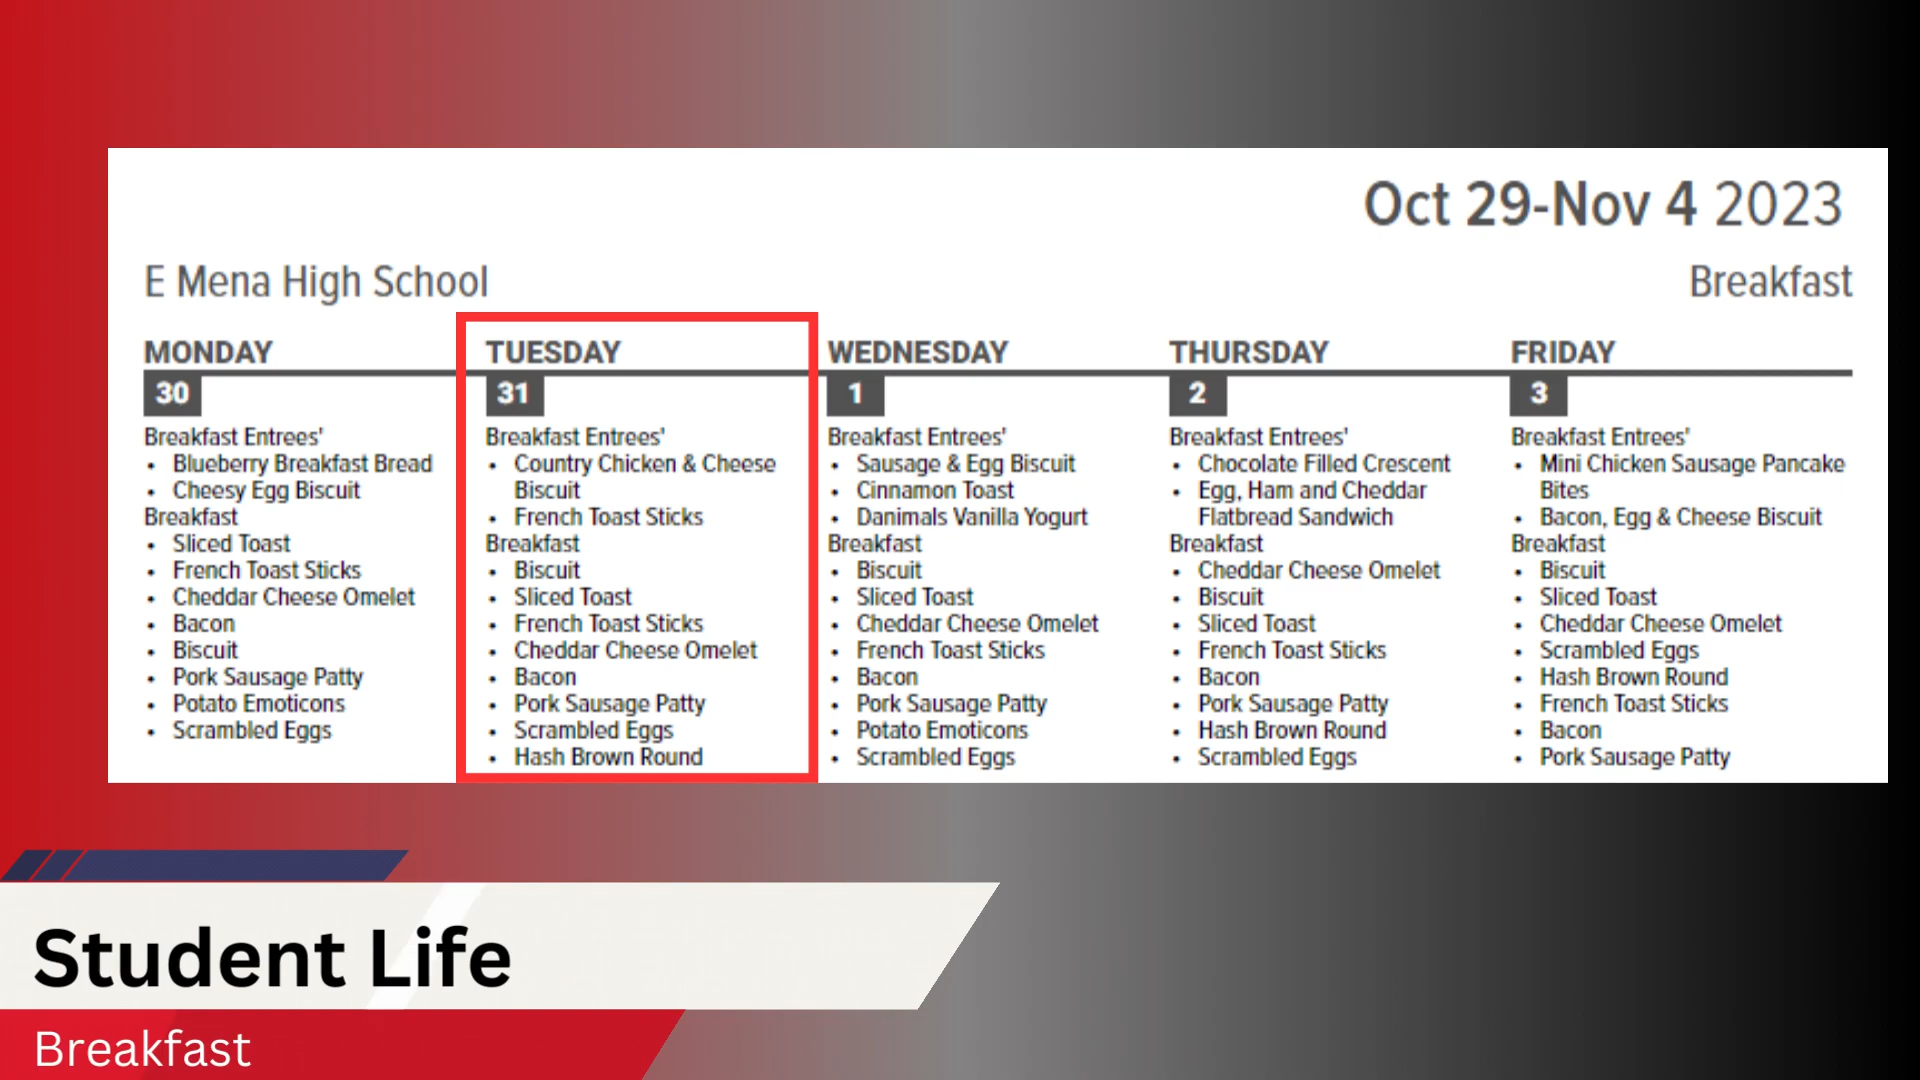 Oct 29-Nov 4 2023
E Mena High School
Breakfast
MONDAY
30
Breakfast Entrees'
• Blueberry Breakfast Bread
• Cheesy Egg Biscuit
Breakfast
• Sliced Toast
• French Toast Sticks
• Cheddar Cheese Omelet
• Bacon
• Biscuit
• Pork Sausage Patty
• Potato Emoticons
• Scrambled Eggs
TUESDAY
31
Breakfast Entrees'
• Country Chicken & Cheese
Biscuit
• French Toast Sticks
Breakfast
• Biscuit
• Sliced Toast
• French Toast Sticks
• Cheddar Cheese Omelet
• Bacon
• Pork Sausage Patty
• Scrambled Eggs
• Hash Brown Round
WEDNESDAY
1
Breakfast Entrees'
• Sausage & Egg Biscuit
• Cinnamon Toast
• Danimals Vanilla Yogurt
Breakfast
• Biscuit
• Sliced Toast
• Cheddar Cheese Omelet
• French Toast Sticks
• Bacon
• Pork Sausage Patty
• Potato Emoticons
• Scrambled Eggs
THURSDAY
2
Breakfast Entrees'
• Chocolate Filled Crescent
• Egg, Ham and Cheddar
Flatbread Sandwich
Breakfast
• Cheddar Cheese Omelet
• Biscuit
• Sliced Toast
• French Toast Sticks
• Bacon
• Pork Sausage Patty
• Hash Brown Round
• Scrambled Eggs
FRIDAY
3
Breakfast Entrees'
• Mini Chicken Sausage Pancake
Bites
• Bacon, Egg & Cheese Biscuit
Breakfast
• Biscuit
• Sliced Toast
• Cheddar Cheese Omelet
• Scrambled Eggs
• Hash Brown Round
• French Toast Sticks
• Bacon
• Pork Sausage Patty
Student Life
Breakfast